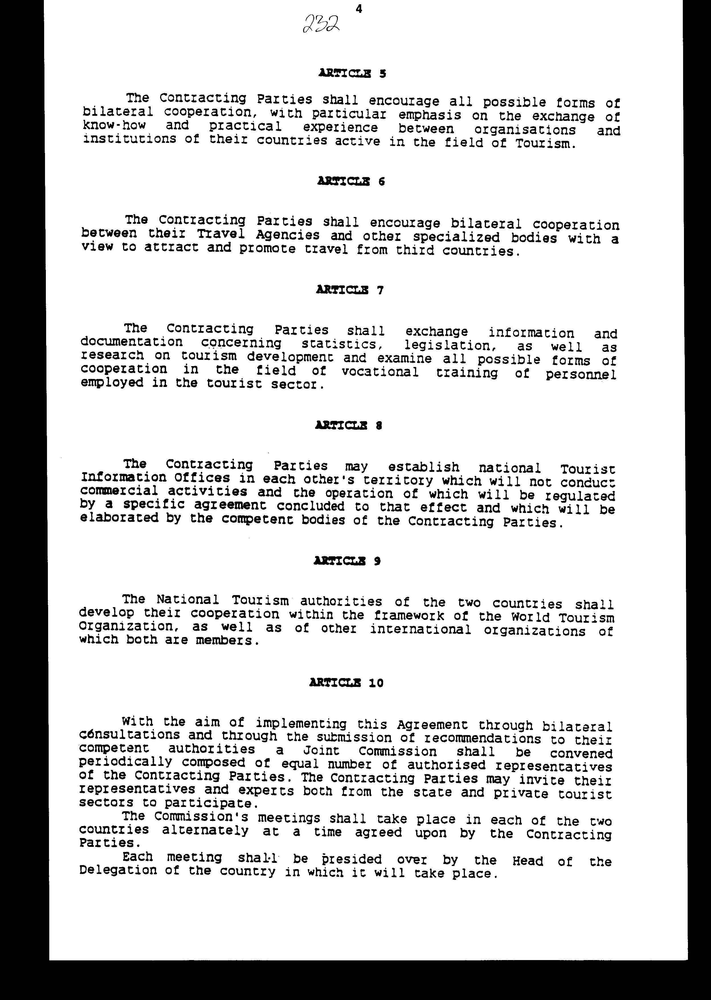 4
232
ARTICLE 5
The Contracting Parties shall encourage all possible forms of
bilateral cooperation, with particular emphasis on the exchange of
know-how and practical experience between organisations and
institutions of their countries active in the field of Tourism.
ARTICLE 6
The Contracting Parties shall encourage bilateral cooperation
between their Travel Agencies and other specialized bodies with a
view to attract and promote travel from third countries.
ARTICLE 7
The Contracting Parties shall exchange information and
documentation concerning statistics, legislation, as well as
research on tourism development and examine all possible forms of
cooperation in the field of vocational training of personnel
employed in the tourist sector.
ARTICLE 8
The Contracting Parties may establish national Tourist
Information Offices in each other's territory which will not conduct
commercial activities and the operation of which will be regulated
by a specific agreement concluded to that effect and which will be
elaborated by the competent bodies of the Contracting Parties.
ARTICLE 9
The National Tourism authorities of the two countries shall
develop their cooperation within the framework of the World Tourism
Organization, as well as of other international organizations of
which both are members.
ARTICLE 10
With the aim of implementing this Agreement through bilateral
consultations and through the submission of recommendations to their
competent authorities a Joint Commission shall be convened
periodically composed of equal number of authorised representatives
of the Contracting Parties. The Contracting Parties may invite their
representatives and experts both from the state and private tourist
sectors to participate.
The Commission's meetings shall take place in each of the two
countries alternately at a time agreed upon by the Contracting
Parties.
Each meeting shall be presided over by the Head of the
Delegation of the country in which it will take place.